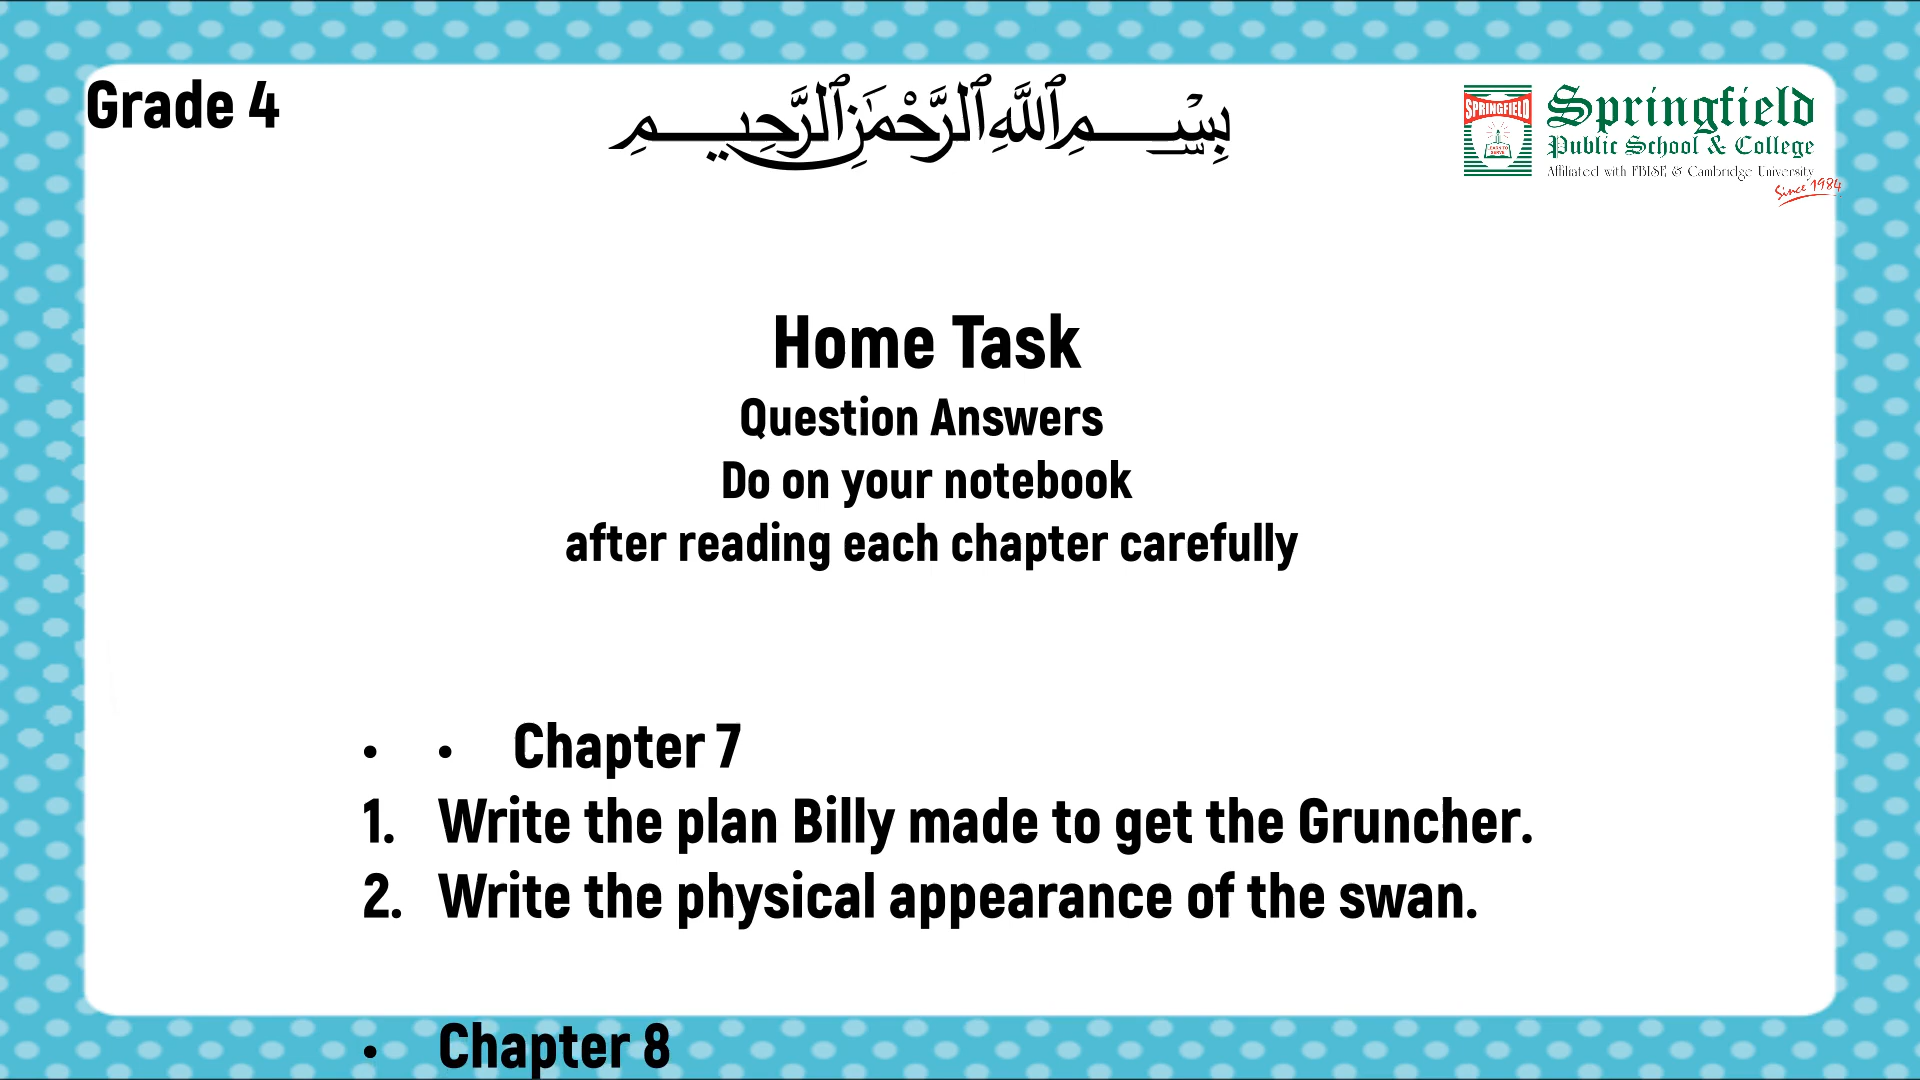 Grade 4
بِسْمِ ٱللَّهِ ٱلرَّحْمَٰنِ ٱلرَّحِيمِ
SPRINGFIELD
Springfield
Public School & College
Affiliated with FBISE & Cambridge University
Since 1984
Home Task
Question Answers
Do on your notebook
after reading each chapter carefully
• • Chapter 7
1. Write the plan Billy made to get the Gruncher.
2. Write the physical appearance of the swan.
• Chapter 8